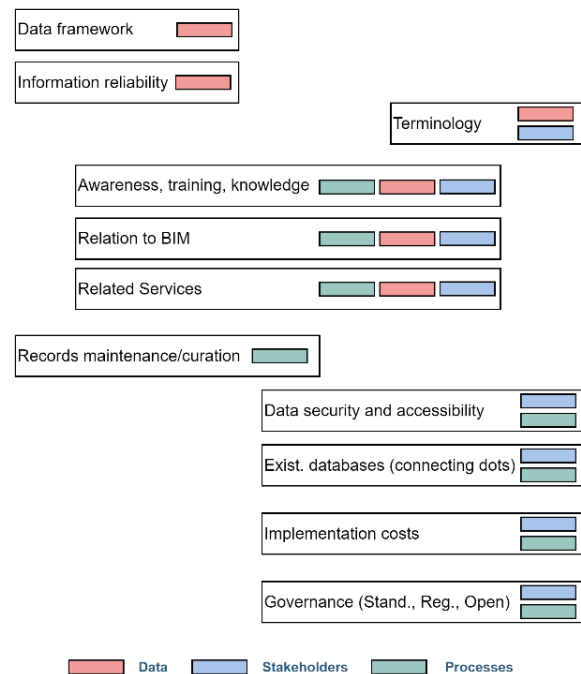 Data framework
Information reliability
Terminology
Awareness, training, knowledge
Relation to BIM
Related Services
Records maintenance/curation
Data security and accessibility
Exist. databases (connecting dots)
Implementation costs
Governance (Stand., Reg., Open)
Data Stakeholders Processes